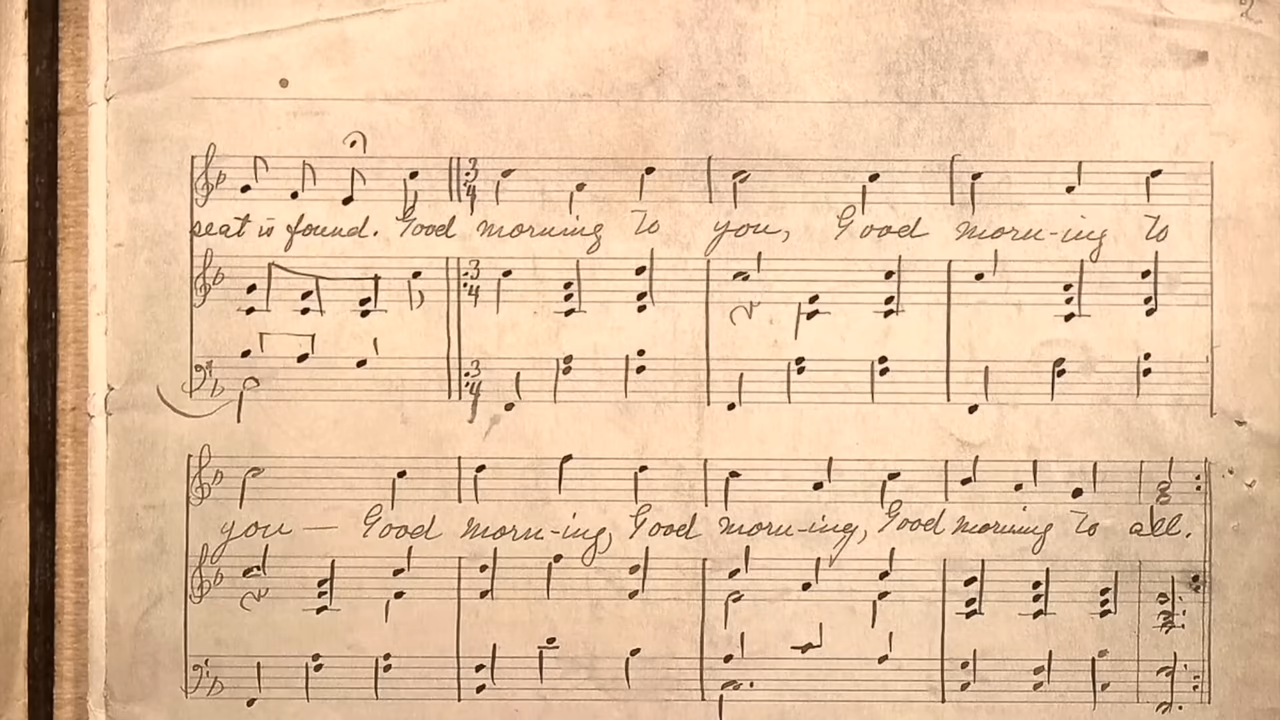 2
seat is found. Good morning to you, Good morn-ing to
you — Good morn-ing, Good morn-ing, Good morning to all.